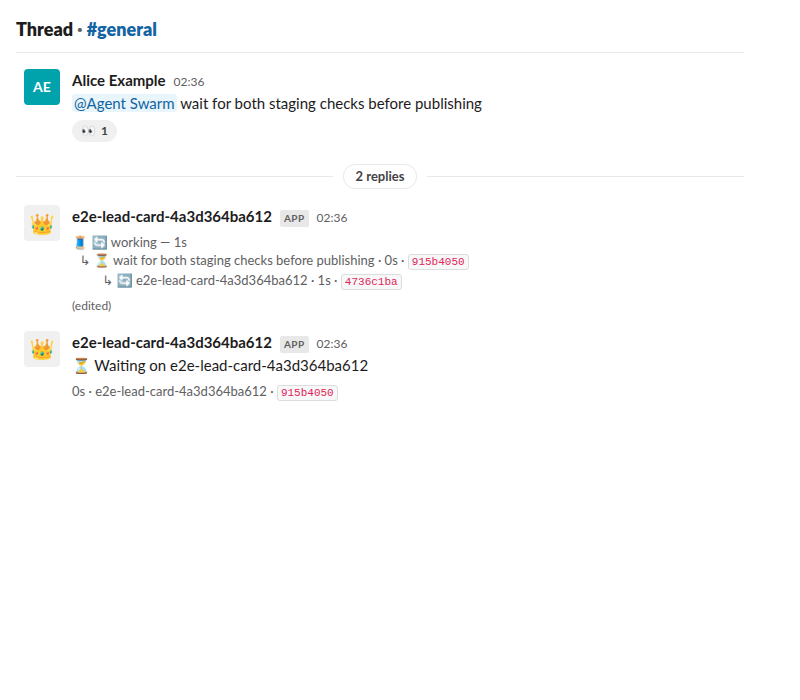 Thread • #general
AE
Alice Example 02:36
@Agent Swarm wait for both staging checks before publishing
👀 1
2 replies
e2e-lead-card-4a3d364ba612 APP 02:36
🧵 🔄 working — 1s
↳ ⏳ wait for both staging checks before publishing · 0s · 915b4050
↳ 🔄 e2e-lead-card-4a3d364ba612 · 1s · 4736c1ba
(edited)
e2e-lead-card-4a3d364ba612 APP 02:36
⏳ Waiting on e2e-lead-card-4a3d364ba612
0s · e2e-lead-card-4a3d364ba612 · 915b4050